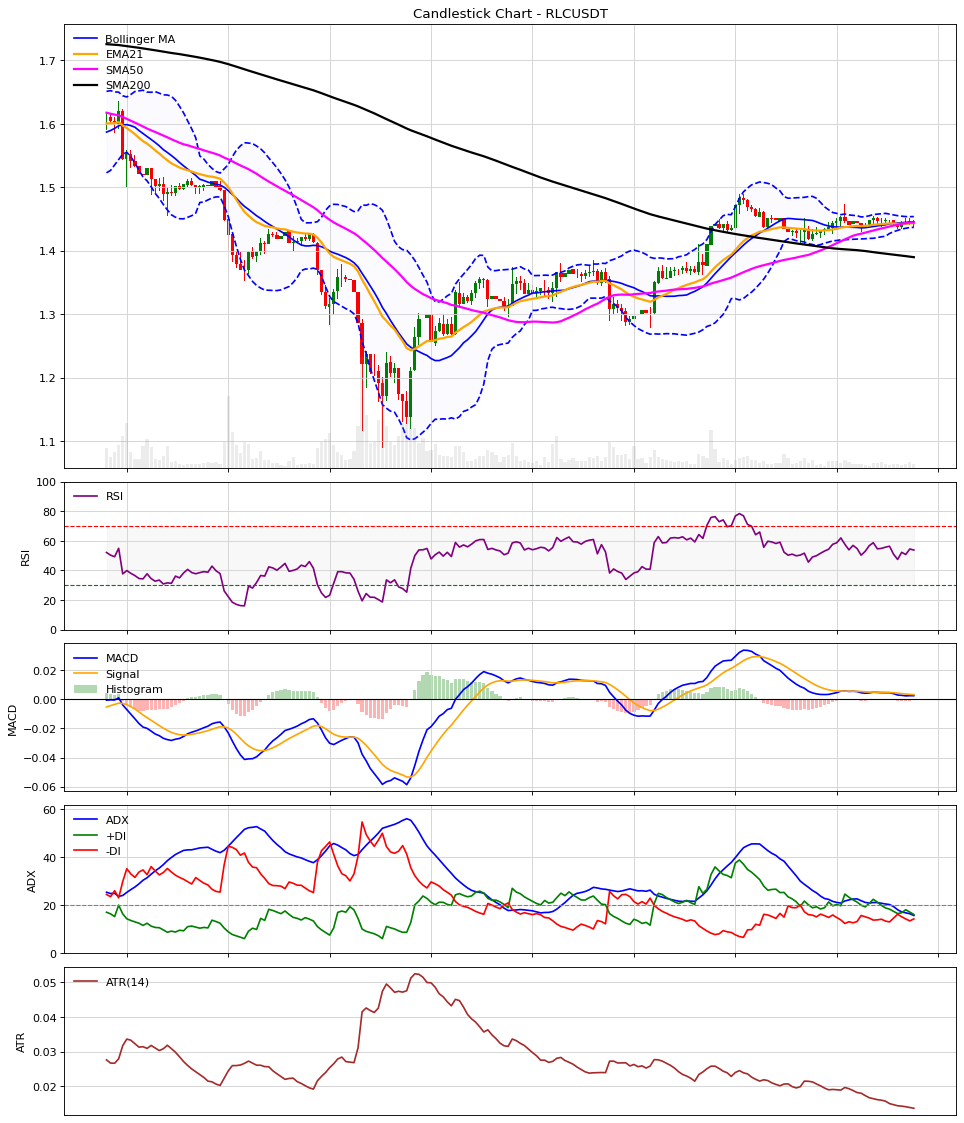 Candlestick Chart - RLCUSDT
Bollinger MA
EMA21
SMA50
SMA200
1.7
1.6
1.5
1.4
1.3
1.2
1.1
RSI
RSI
100
80
60
40
20
0
MACD
Signal
Histogram
MACD
0.02
0.00
−0.02
−0.04
−0.06
ADX
+DI
-DI
ADX
60
40
20
0
ATR(14)
ATR
0.05
0.04
0.03
0.02